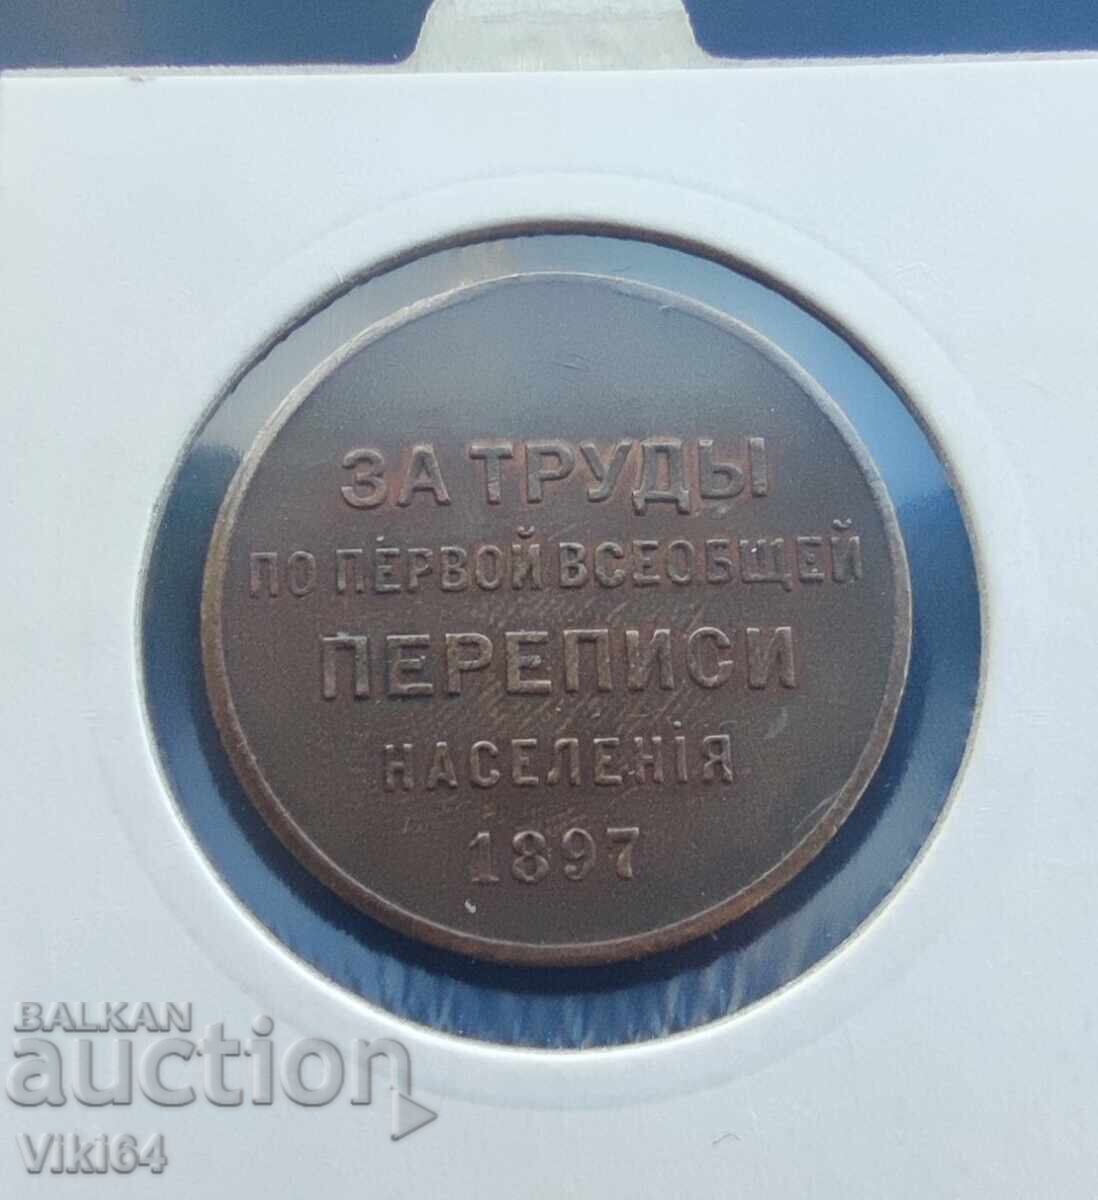 ЗА ТРУДЫ
ПО ПЕРВОЙ ВСЕОБЩЕЙ
ПЕРЕПИСИ
НАСЕЛЕНІЯ
1897
BALKAN
auction
Viki64